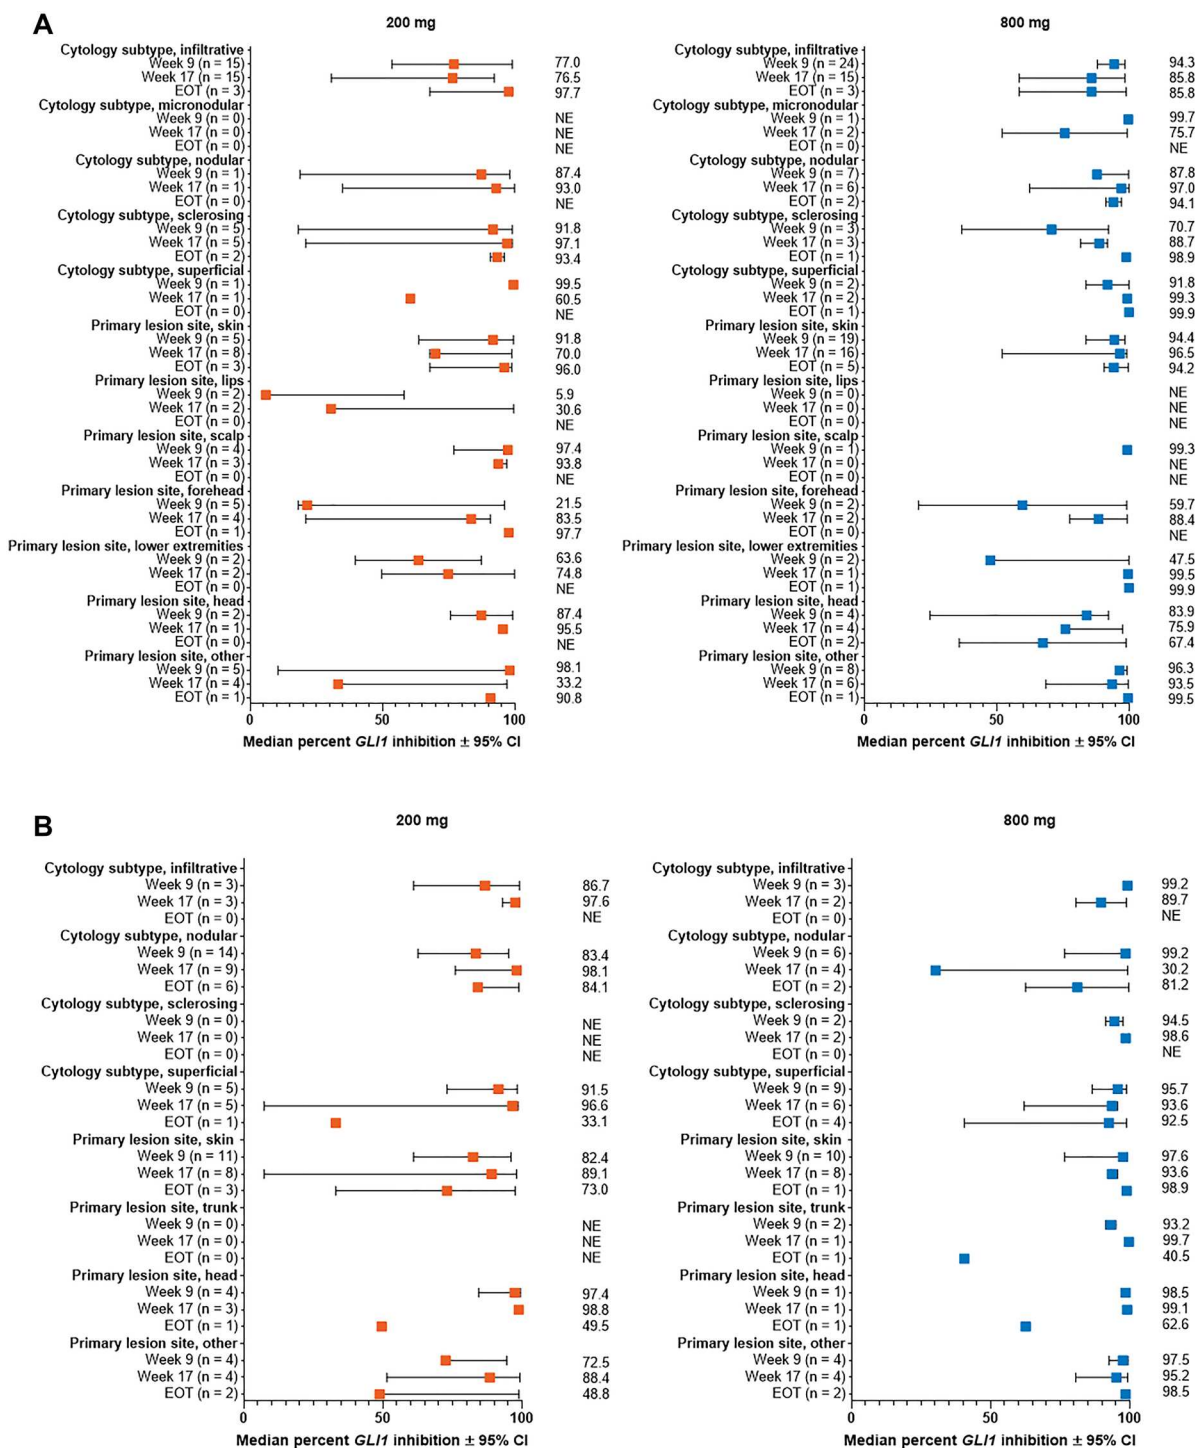 A
200 mg
Cytology subtype, infiltrative
Week 9 (n = 15) 77.0
Week 17 (n = 15) 76.5
EOT (n = 3) 97.7
Cytology subtype, micronodular
Week 9 (n = 0) NE
Week 17 (n = 0) NE
EOT (n = 0) NE
Cytology subtype, nodular
Week 9 (n = 1) 87.4
Week 17 (n = 1) 93.0
EOT (n = 0) NE
Cytology subtype, sclerosing
Week 9 (n = 5) 91.8
Week 17 (n = 5) 97.1
EOT (n = 2) 93.4
Cytology subtype, superficial
Week 9 (n = 1) 99.5
Week 17 (n = 1) 60.5
EOT (n = 0) NE
Primary lesion site, skin
Week 9 (n = 5) 91.8
Week 17 (n = 8) 70.0
EOT (n = 3) 96.0
Primary lesion site, lips
Week 9 (n = 2) 5.9
Week 17 (n = 2) 30.6
EOT (n = 0) NE
Primary lesion site, scalp
Week 9 (n = 4) 97.4
Week 17 (n = 3) 93.8
EOT (n = 0) NE
Primary lesion site, forehead
Week 9 (n = 5) 21.5
Week 17 (n = 4) 83.5
EOT (n = 1) 97.7
Primary lesion site, lower extremities
Week 9 (n = 2) 63.6
Week 17 (n = 2) 74.8
EOT (n = 0) NE
Primary lesion site, head
Week 9 (n = 2) 87.4
Week 17 (n = 1) 95.5
EOT (n = 0) NE
Primary lesion site, other
Week 9 (n = 5) 98.1
Week 17 (n = 4) 33.2
EOT (n = 1) 90.8
0 50 100
Median percent GLI1 inhibition ± 95% CI
800 mg
Cytology subtype, infiltrative
Week 9 (n = 24) 94.3
Week 17 (n = 15) 85.8
EOT (n = 3) 85.8
Cytology subtype, micronodular
Week 9 (n = 1) 99.7
Week 17 (n = 2) 75.7
EOT (n = 0) NE
Cytology subtype, nodular
Week 9 (n = 7) 87.8
Week 17 (n = 6) 97.0
EOT (n = 2) 94.1
Cytology subtype, sclerosing
Week 9 (n = 3) 70.7
Week 17 (n = 3) 88.7
EOT (n = 1) 98.9
Cytology subtype, superficial
Week 9 (n = 2) 91.8
Week 17 (n = 2) 99.3
EOT (n = 1) 99.9
Primary lesion site, skin
Week 9 (n = 19) 94.4
Week 17 (n = 16) 96.5
EOT (n = 5) 94.2
Primary lesion site, lips
Week 9 (n = 0) NE
Week 17 (n = 0) NE
EOT (n = 0) NE
Primary lesion site, scalp
Week 9 (n = 1) 99.3
Week 17 (n = 0) NE
EOT (n = 0) NE
Primary lesion site, forehead
Week 9 (n = 2) 59.7
Week 17 (n = 2) 88.4
EOT (n = 0) NE
Primary lesion site, lower extremities
Week 9 (n = 2) 47.5
Week 17 (n = 1) 99.5
EOT (n = 1) 99.9
Primary lesion site, head
Week 9 (n = 4) 83.9
Week 17 (n = 4) 75.9
EOT (n = 2) 67.4
Primary lesion site, other
Week 9 (n = 8) 96.3
Week 17 (n = 6) 93.5
EOT (n = 1) 99.5
0 50 100
Median percent GLI1 inhibition ± 95% CI
B
200 mg
Cytology subtype, infiltrative
Week 9 (n = 3) 86.7
Week 17 (n = 3) 97.6
EOT (n = 0) NE
Cytology subtype, nodular
Week 9 (n = 14) 83.4
Week 17 (n = 9) 98.1
EOT (n = 6) 84.1
Cytology subtype, sclerosing
Week 9 (n = 0) NE
Week 17 (n = 0) NE
EOT (n = 0) NE
Cytology subtype, superficial
Week 9 (n = 5) 91.5
Week 17 (n = 5) 96.6
EOT (n = 1) 33.1
Primary lesion site, skin
Week 9 (n = 11) 82.4
Week 17 (n = 8) 89.1
EOT (n = 3) 73.0
Primary lesion site, trunk
Week 9 (n = 0) NE
Week 17 (n = 0) NE
EOT (n = 0) NE
Primary lesion site, head
Week 9 (n = 4) 97.4
Week 17 (n = 3) 98.8
EOT (n = 1) 49.5
Primary lesion site, other
Week 9 (n = 4) 72.5
Week 17 (n = 4) 88.4
EOT (n = 2) 48.8
0 50 100
Median percent GLI1 inhibition ± 95% CI
800 mg
Cytology subtype, infiltrative
Week 9 (n = 3) 99.2
Week 17 (n = 2) 89.7
EOT (n = 0) NE
Cytology subtype, nodular
Week 9 (n = 6) 99.2
Week 17 (n = 4) 30.2
EOT (n = 2) 81.2
Cytology subtype, sclerosing
Week 9 (n = 2) 94.5
Week 17 (n = 2) 98.6
EOT (n = 0) NE
Cytology subtype, superficial
Week 9 (n = 9) 95.7
Week 17 (n = 6) 93.6
EOT (n = 4) 92.5
Primary lesion site, skin
Week 9 (n = 10) 97.6
Week 17 (n = 8) 93.6
EOT (n = 1) 98.9
Primary lesion site, trunk
Week 9 (n = 2) 93.2
Week 17 (n = 1) 99.7
EOT (n = 1) 40.5
Primary lesion site, head
Week 9 (n = 1) 98.5
Week 17 (n = 1) 99.1
EOT (n = 1) 62.6
Primary lesion site, other
Week 9 (n = 4) 97.5
Week 17 (n = 4) 95.2
EOT (n = 2) 98.5
0 50 100
Median percent GLI1 inhibition ± 95% CI